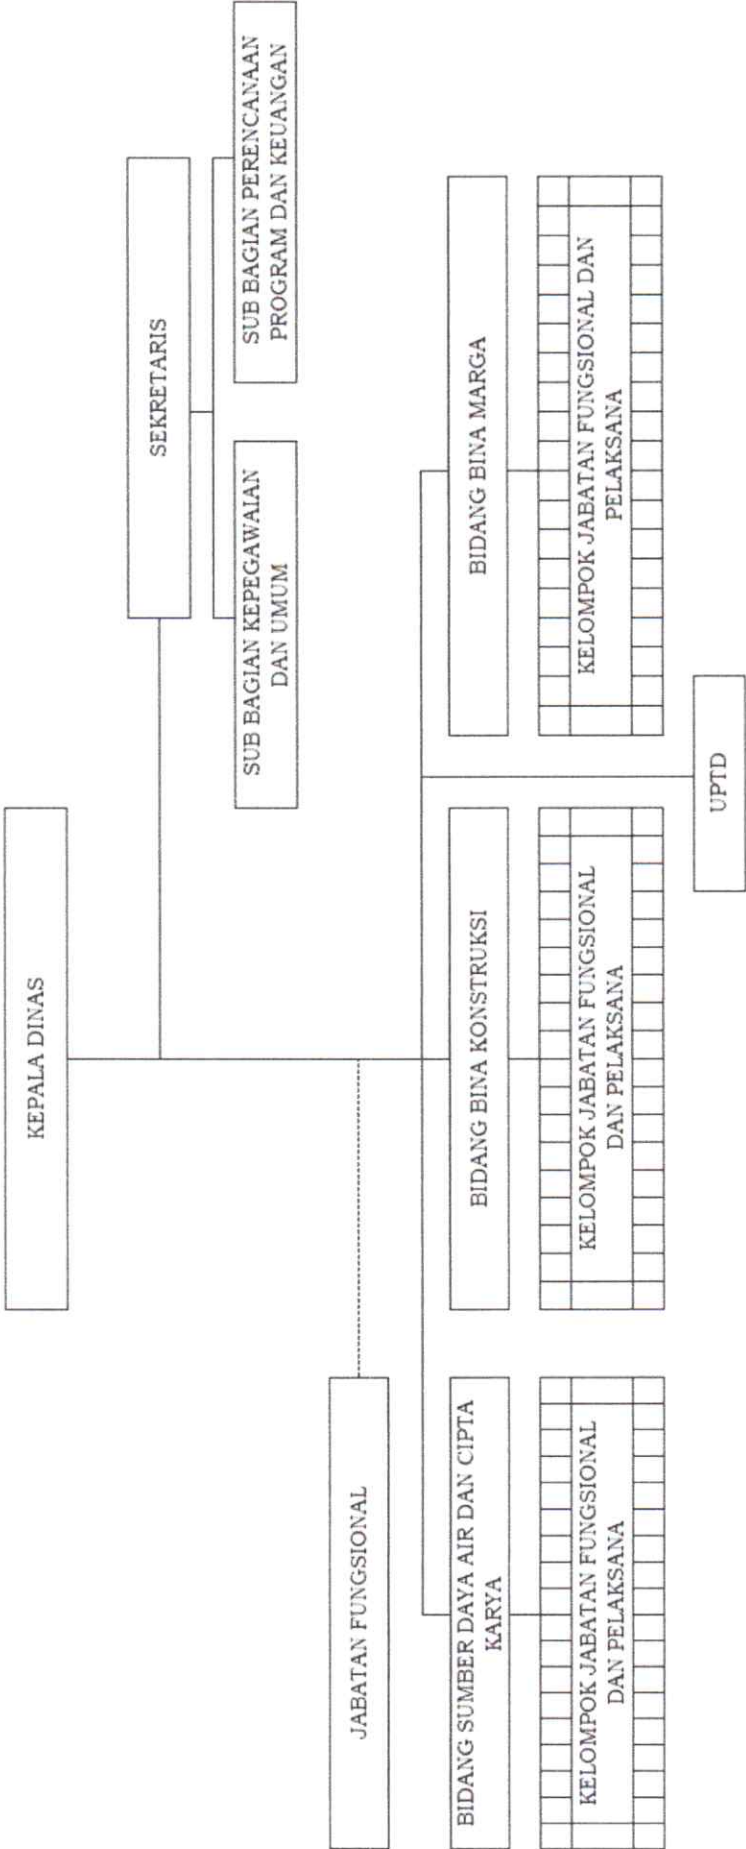 KEPALA DINAS
SEKRETARIS
SUB BAGIAN KEPEGAWAIAN
DAN UMUM
SUB BAGIAN PERENCANAAN
PROGRAM DAN KEUANGAN
JABATAN FUNGSIONAL
BIDANG SUMBER DAYA AIR DAN CIPTA
KARYA
BIDANG BINA KONSTRUKSI
BIDANG BINA MARGA
KELOMPOK JABATAN FUNGSIONAL
DAN PELAKSANA
KELOMPOK JABATAN FUNGSIONAL
DAN PELAKSANA
KELOMPOK JABATAN FUNGSIONAL DAN
PELAKSANA
UPTD